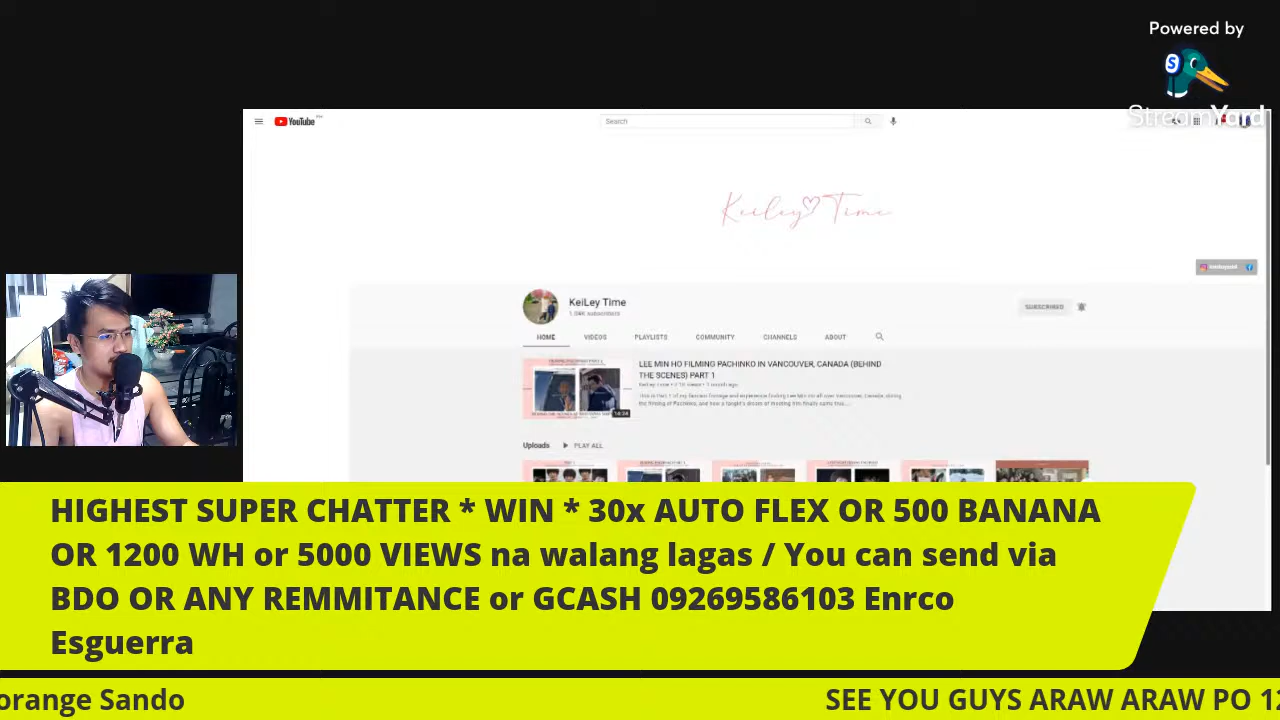 Powered by
StreamYard
YouTube
Search
Keiley Time
KeiLey Time
SUBSCRIBED
HOME VIDEOS PLAYLISTS COMMUNITY CHANNELS ABOUT
LEE MIN HO FILMING PACHINKO IN VANCOUVER, CANADA (BEHIND
THE SCENES) PART 1
Uploads PLAY ALL
HIGHEST SUPER CHATTER * WIN * 30x AUTO FLEX OR 500 BANANA
OR 1200 WH or 5000 VIEWS na walang lagas / You can send via
BDO OR ANY REMMITANCE or GCASH 09269586103 Enrco
Esguerra
orange Sando SEE YOU GUYS ARAW ARAW PO 12